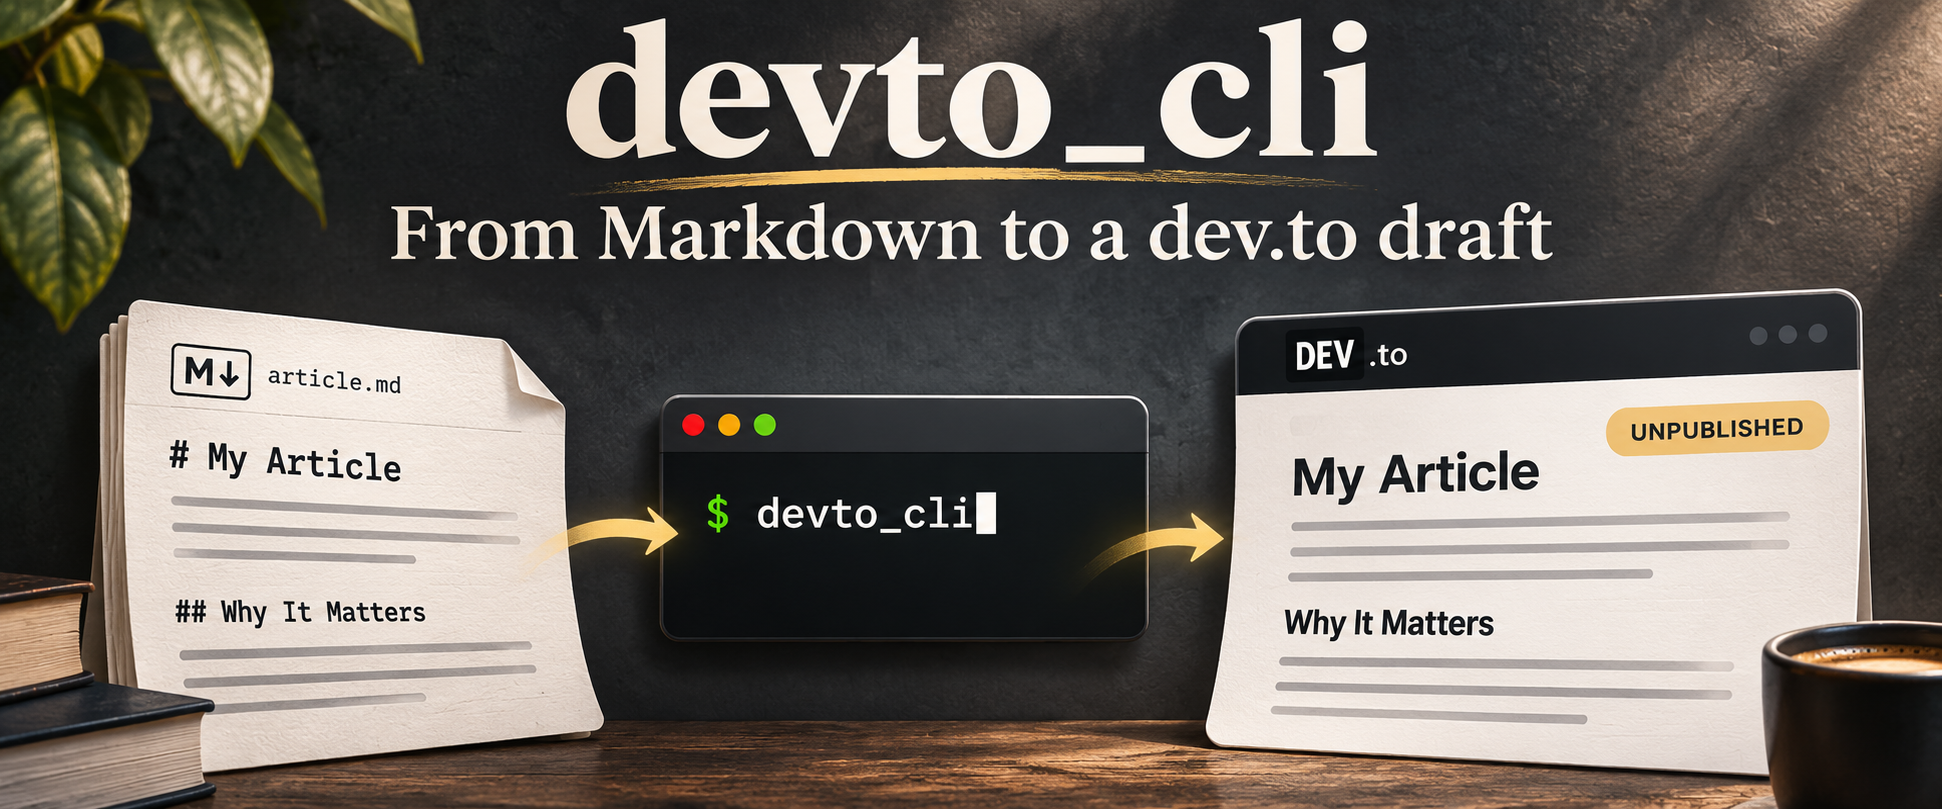 devto_cli
From Markdown to a dev.to draft
M↓ article.md
# My Article
## Why It Matters
$ devto_cli
DEV.to
UNPUBLISHED
My Article
Why It Matters